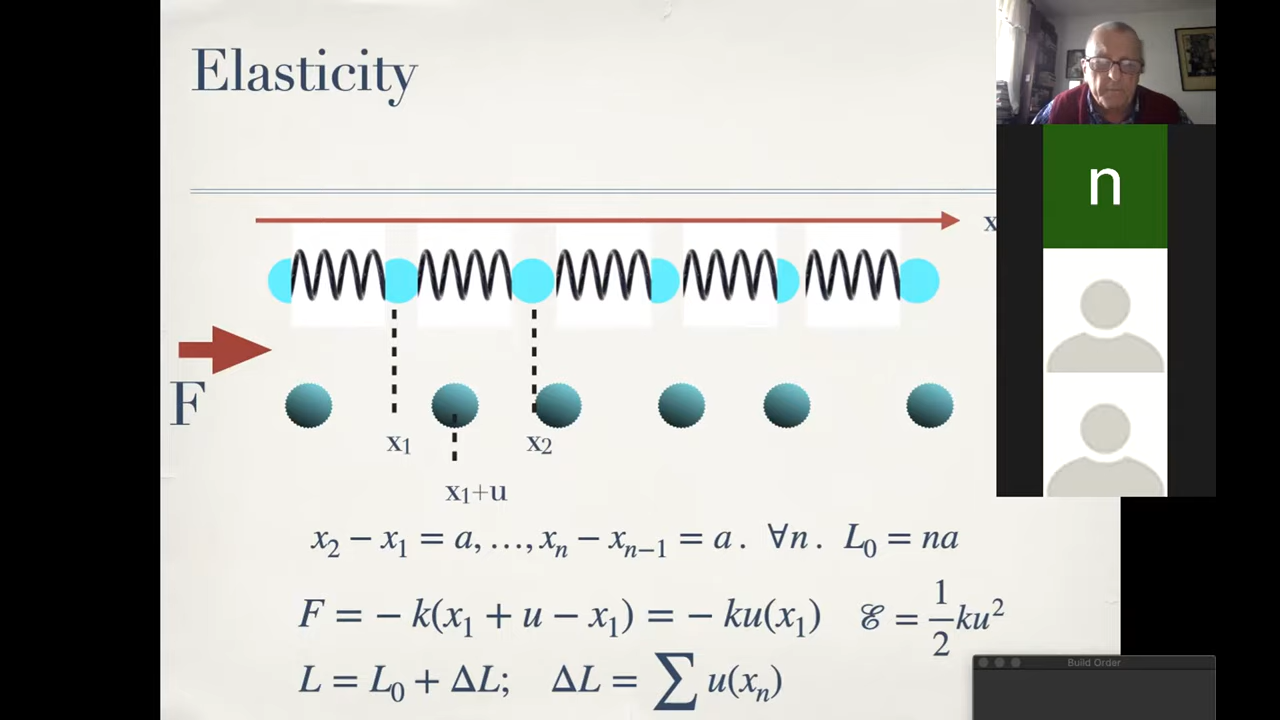 Elasticity
x
n
F
x₁ x₂
x₁+u
x₂ − x₁ = a,…,xₙ − xₙ₋₁ = a . ∀n . L₀ = na
F = − k(x₁ + u − x₁) = − ku(x₁) ℰ = 1/2 ku²
L = L₀ + ΔL; ΔL = ∑ u(xₙ)
Build Order